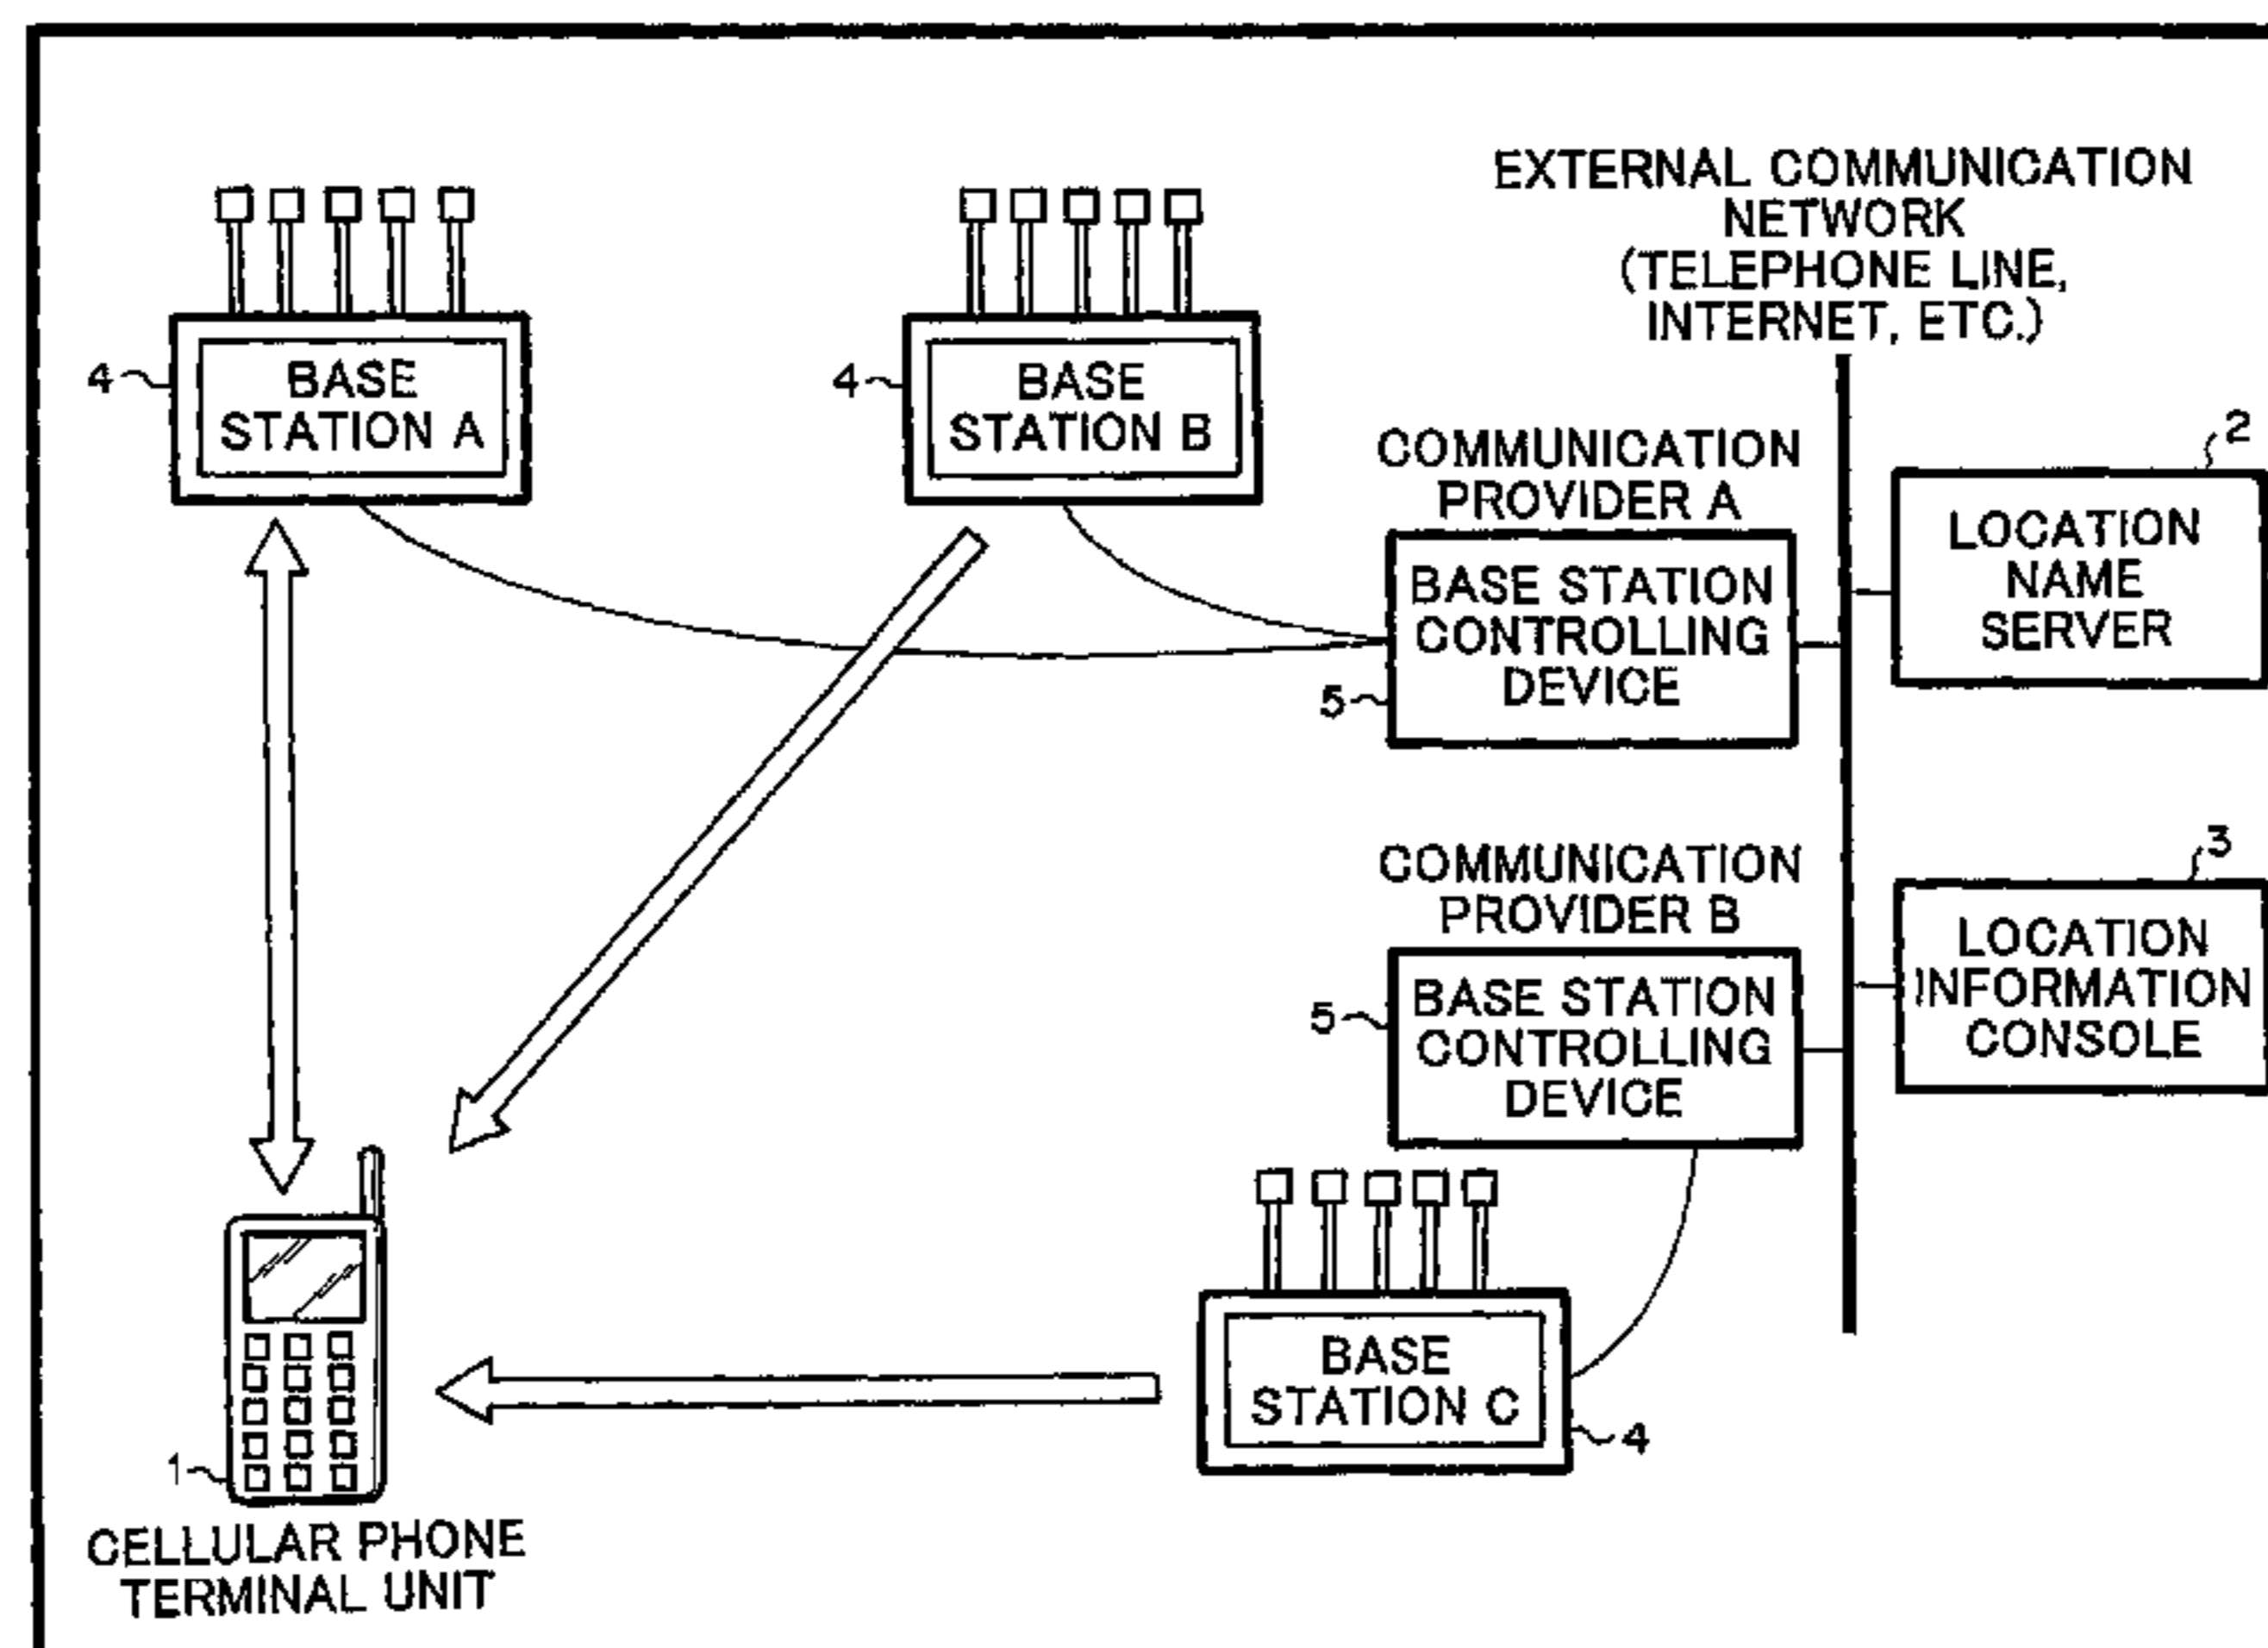 EXTERNAL COMMUNICATION
NETWORK
(TELEPHONE LINE,
INTERNET, ETC.)
4
BASE
STATION A
4
BASE
STATION B
COMMUNICATION
PROVIDER A
BASE STATION
CONTROLLING
DEVICE
5
2
LOCATION
NAME
SERVER
COMMUNICATION
PROVIDER B
BASE STATION
CONTROLLING
DEVICE
5
3
LOCATION
INFORMATION
CONSOLE
BASE
STATION C
4
1
CELLULAR PHONE
TERMINAL UNIT